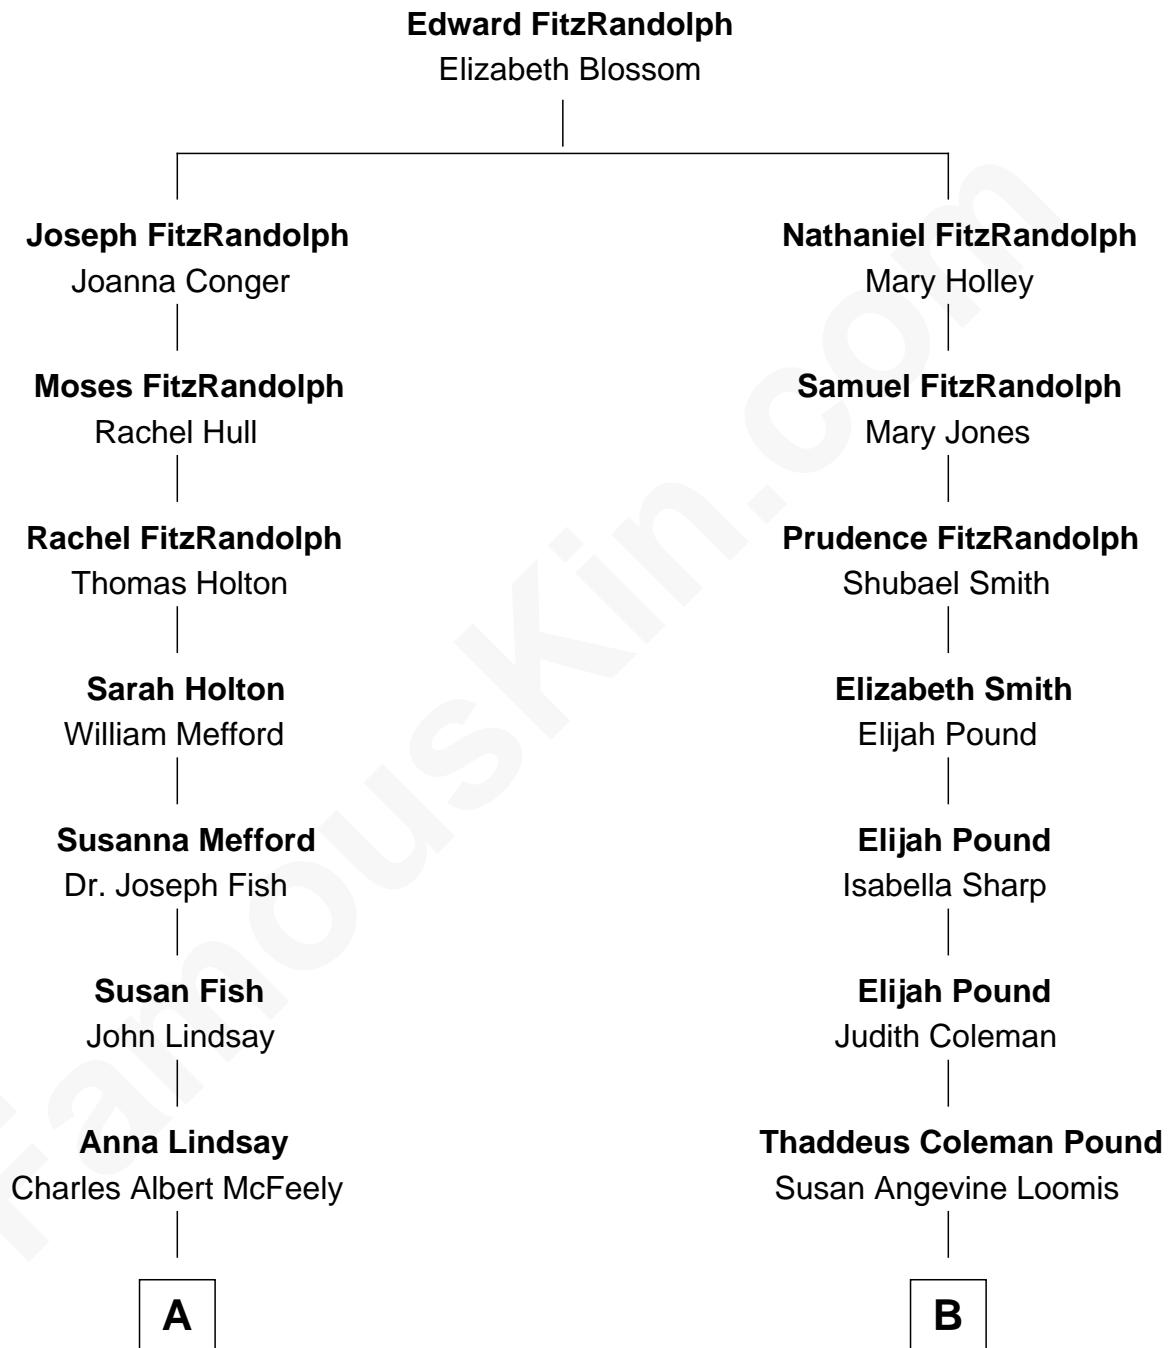 Edward FitzRandolph
Elizabeth Blossom
Joseph FitzRandolph
Joanna Conger
Nathaniel FitzRandolph
Mary Holley
Moses FitzRandolph
Rachel Hull
Samuel FitzRandolph
Mary Jones
Rachel FitzRandolph
Thomas Holton
Prudence FitzRandolph
Shubael Smith
Sarah Holton
William Mefford
Elizabeth Smith
Elijah Pound
Susanna Mefford
Dr. Joseph Fish
Elijah Pound
Isabella Sharp
Susan Fish
John Lindsay
Elijah Pound
Judith Coleman
Anna Lindsay
Charles Albert McFeely
Thaddeus Coleman Pound
Susan Angevine Loomis
A
B
FamousKin.com